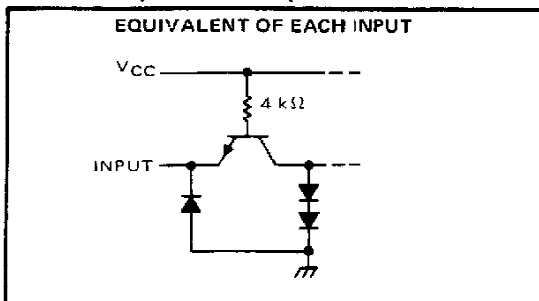 EQUIVALENT OF EACH INPUT
VCC
4 kΩ
INPUT